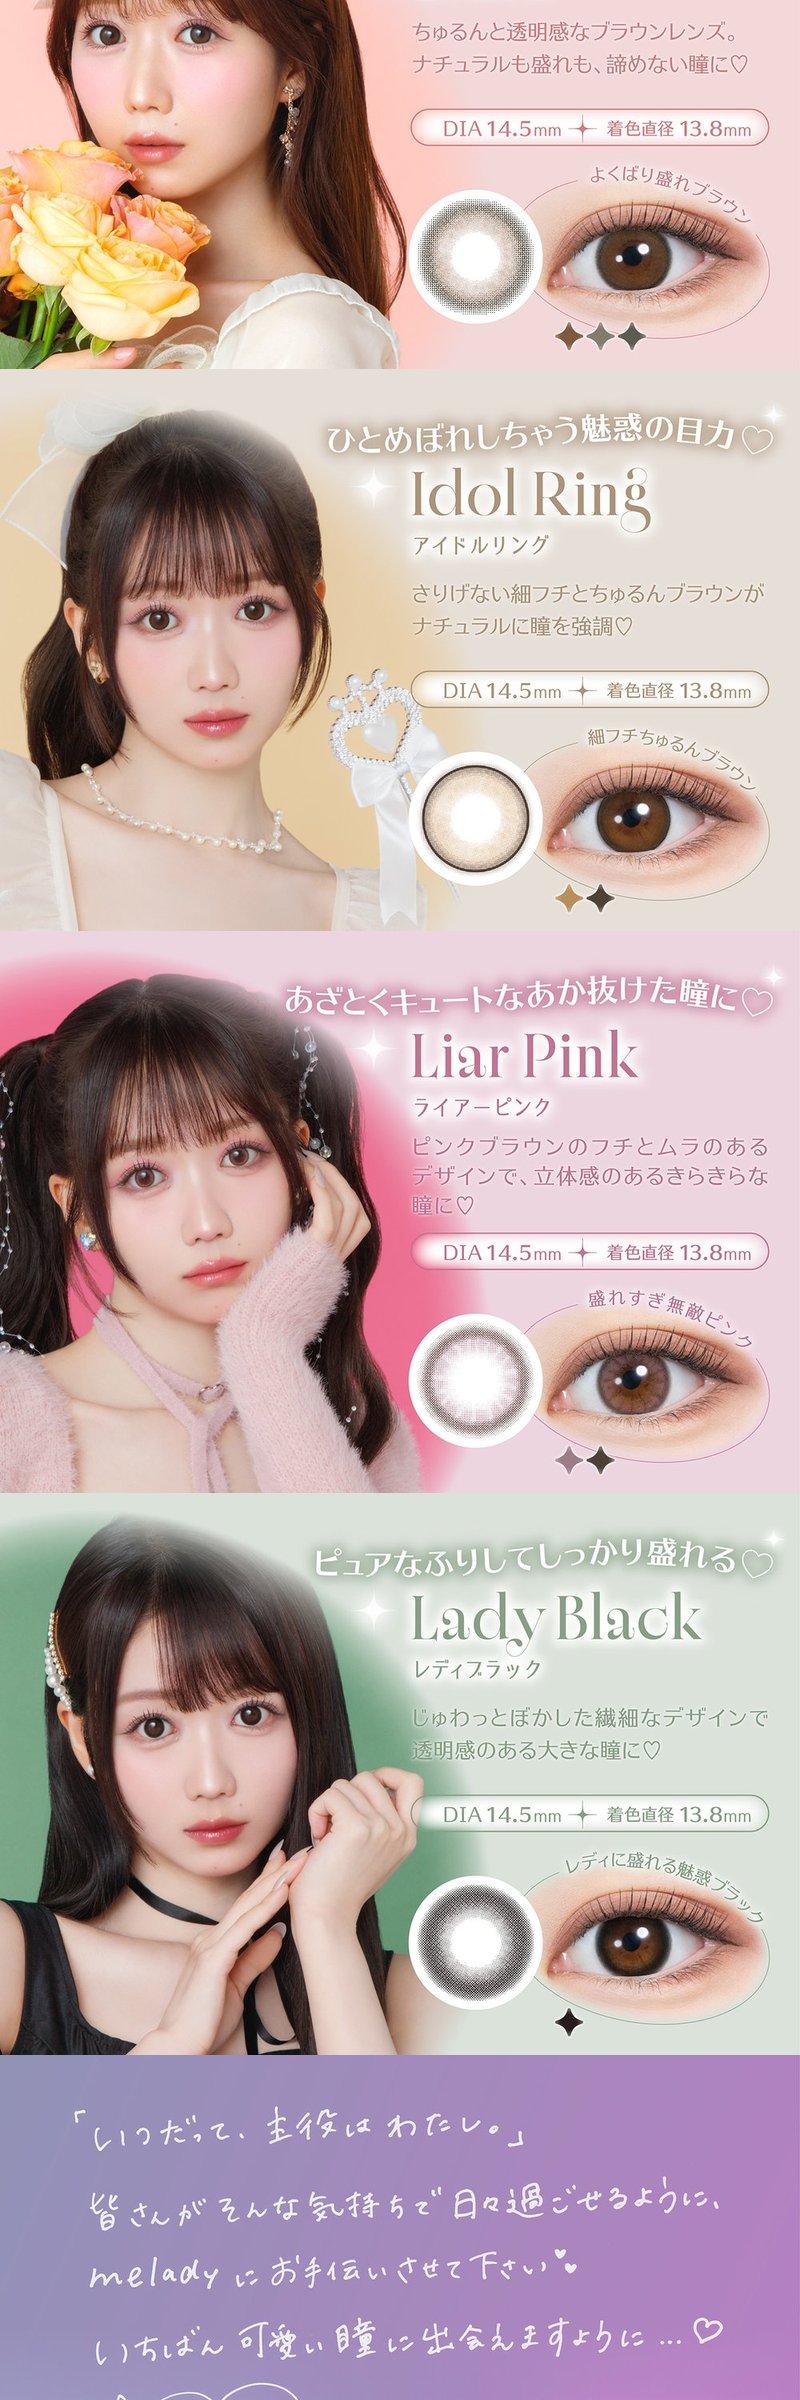 ちゅるんと透明感なブラウンレンズ。
ナチュラルも盛れも、諦めない瞳に♡
DIA 14.5mm 着色直径 13.8mm
よくばり盛れブラウン
ひとめぼれしちゃう魅惑の目力♡
Idol Ring
アイドルリング
さりげない細フチとちゅるんブラウンが
ナチュラルに瞳を強調♡
DIA 14.5mm 着色直径 13.8mm
細フチちゅるんブラウン
あざとくキュートなあか抜けた瞳に♡
Liar Pink
ライアーピンク
ピンクブラウンのフチとムラのある
デザインで、立体感のあるきらきらな
瞳に♡
DIA 14.5mm 着色直径 13.8mm
盛れすぎ無敵ピンク
ピュアなふりしてしっかり盛れる♡
Lady Black
レディブラック
じゅわっとぼかした繊細なデザインで
透明感のある大きな瞳に♡
DIA 14.5mm 着色直径 13.8mm
レディに盛れる魅惑ブラック
「いつだって、主役はわたし。」
皆さんがそんな気持ちで日々過ごせるように、
meladyにお手伝いさせて下さい♥♥
いちばん可愛い瞳に出会えますように…♡